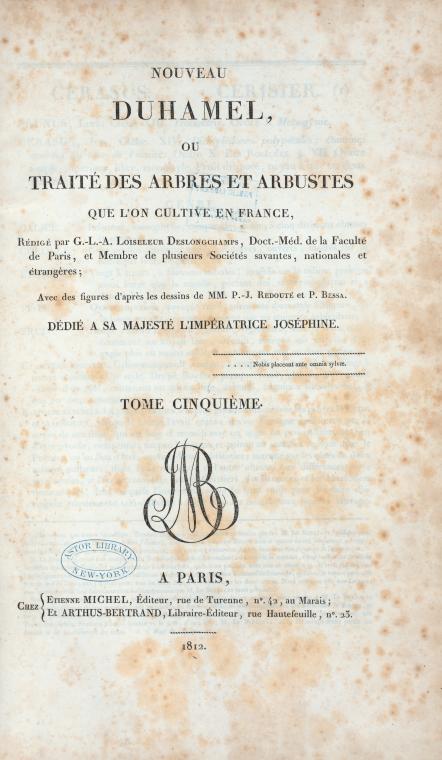 NOUVEAU
DUHAMEL,
OU
TRAITÉ DES ARBRES ET ARBUSTES
QUE L'ON CULTIVE EN FRANCE,
RÉDIGÉ par G.-L.-A. LOISELEUR DESLONGCHAMPS, Doct.-Méd. de la Faculté
de Paris, et Membre de plusieurs Sociétés savantes, nationales et
étrangères;
Avec des figures d'après les dessins de MM. P.-J. REDOUTÉ et P. BESSA.
DÉDIÉ A SA MAJESTÉ L'IMPÉRATRICE JOSÉPHINE.
. . . . Nobis placeant ante omnia sylvæ.
TOME CINQUIÈME.
ASTOR LIBRARY
NEW-YORK
A PARIS,
CHEZ { ETIENNE MICHEL, Éditeur, rue de Turenne, nº. 42, au Marais;
ET ARTHUS-BERTRAND, Libraire-Éditeur, rue Hautefeuille, nº. 23.
1812.